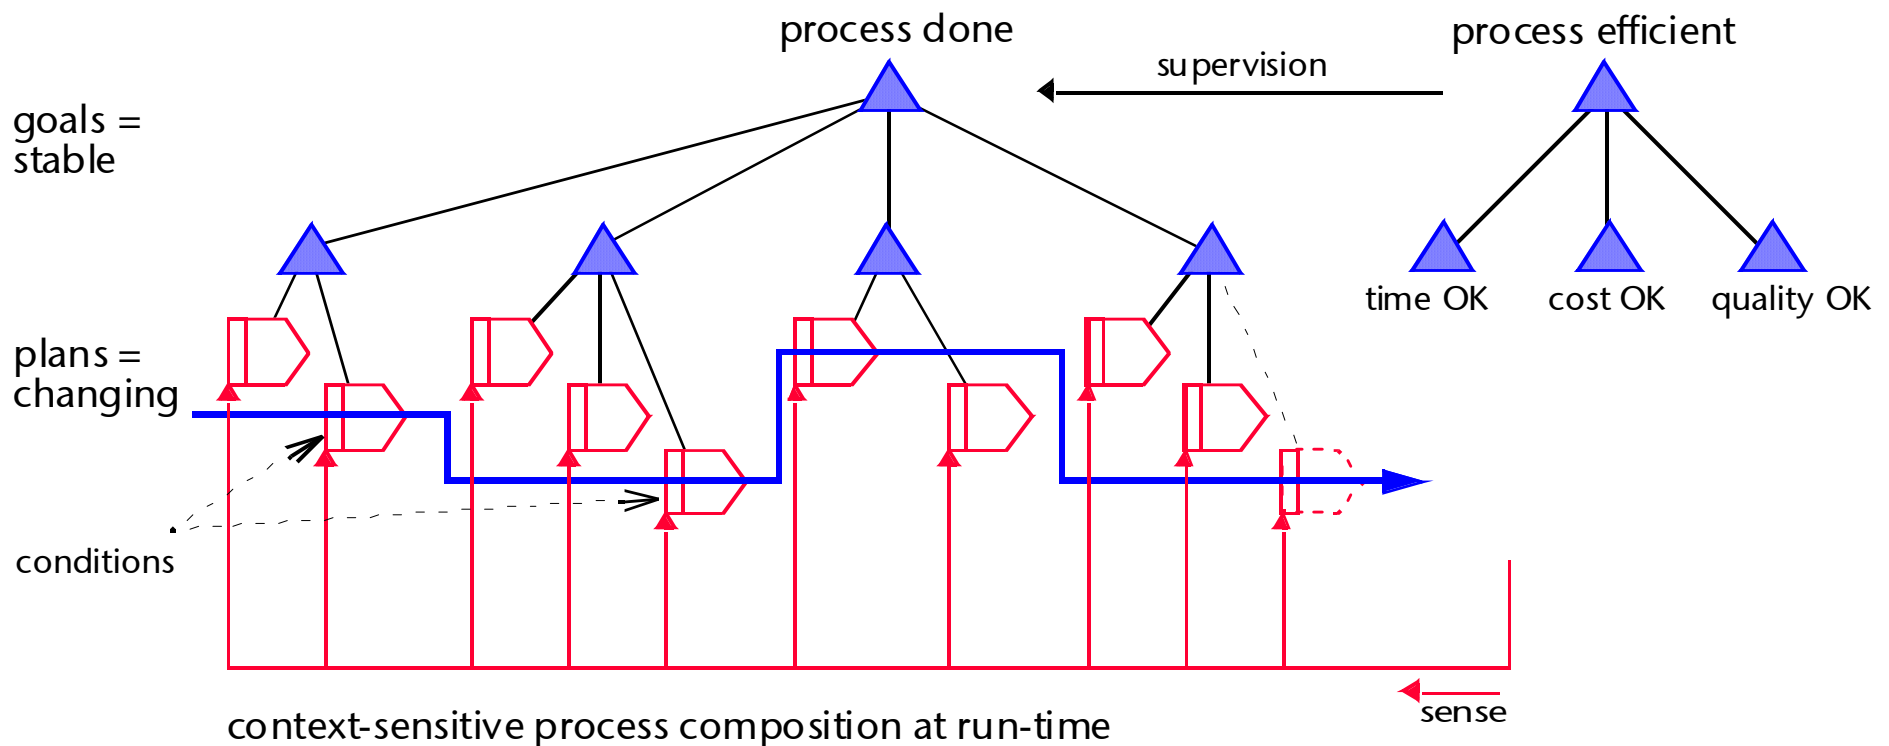 process done
process efficient
supervision
goals =
stable
time OK
cost OK
quality OK
plans =
changing
conditions
sense
context-sensitive process composition at run-time